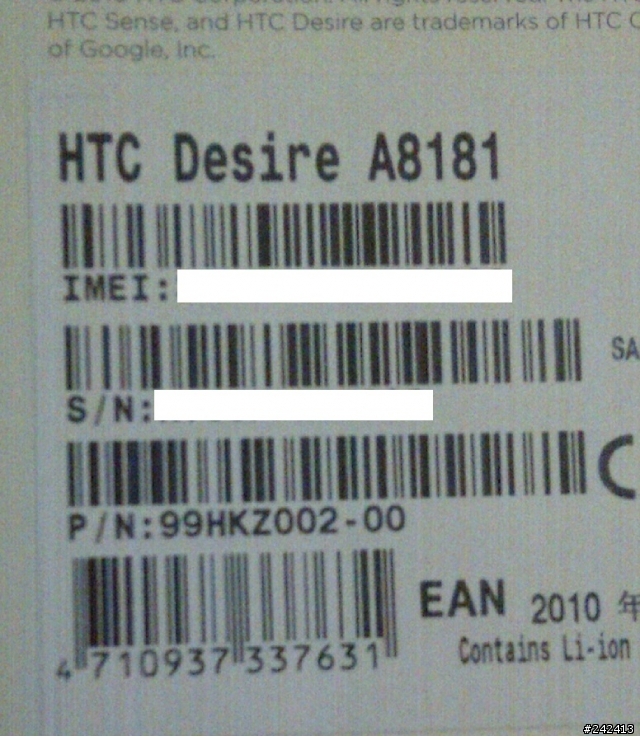 HTC Sense, and HTC Desire are trademarks of HTC C
of Google, Inc.
HTC Desire A8181
IMEI:
SA
S/N:
P/N:99HKZ002-00
EAN 2010 年
4 710937 337631
Contains Li-ion
#242413